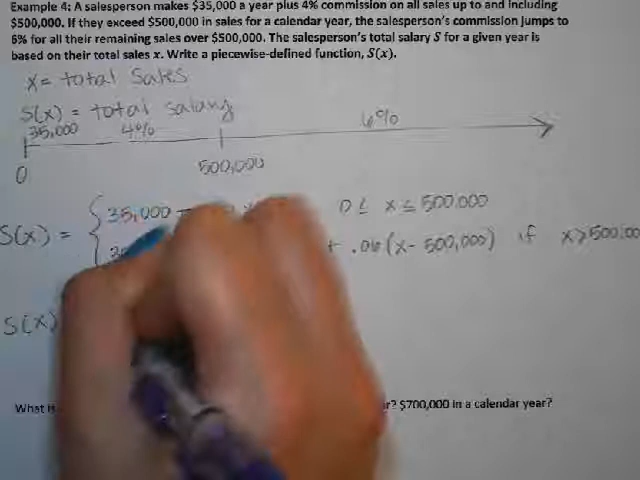 Example 4: A salesperson makes $35,000 a year plus 4% commission on all sales up to and including
$500,000. If they exceed $500,000 in sales for a calendar year, the salesperson's commission jumps to
6% for all their remaining sales over $500,000. The salesperson's total salary S for a given year is
based on their total sales x. Write a piecewise-defined function, S(x).
x = total sales
S(x) = total salary
35,000 4% 6%
0 500,000
S(x) = { 35,000 0 ≤ x ≤ 500,000
+ .06(x - 500,000) if x > 500,00
S(x)
What r? $700,000 in a calendar year?